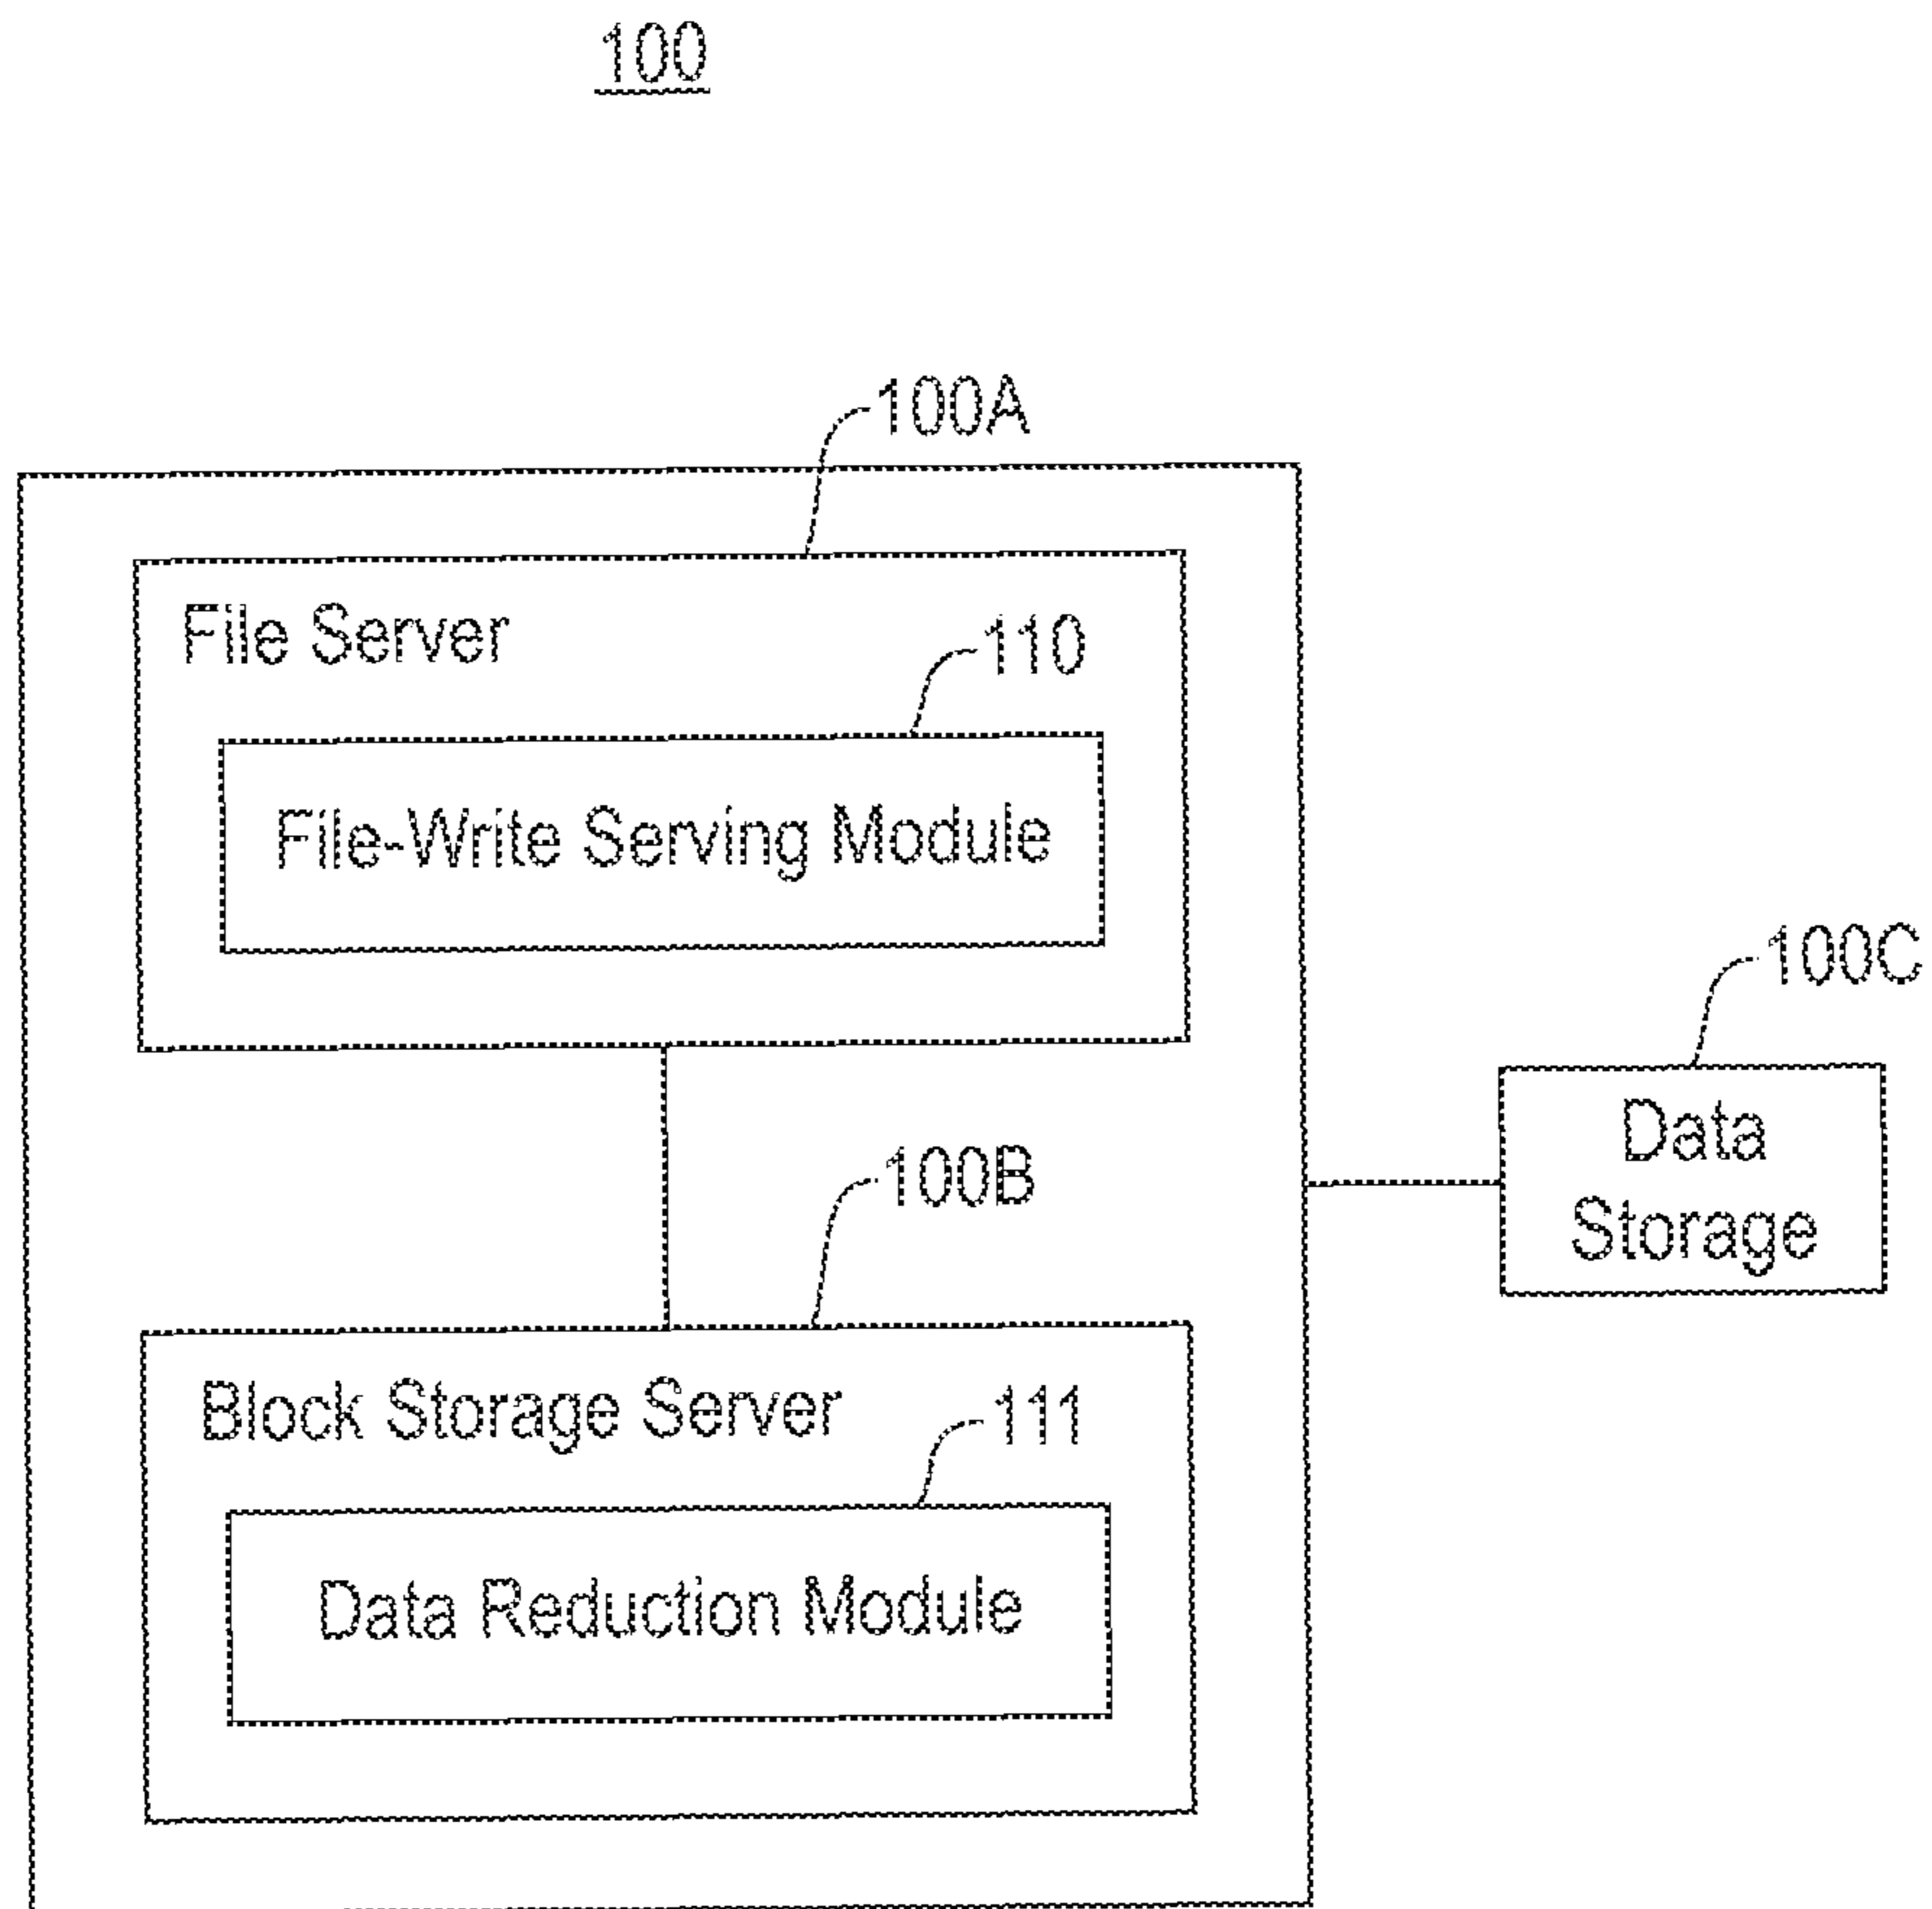 100
100A
File Server
110
File-Write Serving Module
100C
Data
Storage
100B
Block Storage Server
111
Data Reduction Module